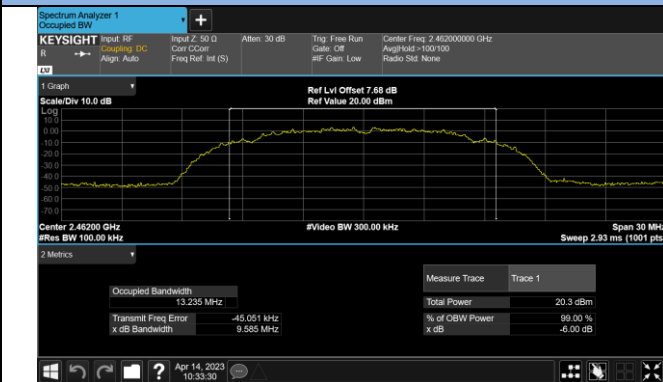 Spectrum Analyzer 1
Occupied BW
+
KEYSIGHT
R
LXI
Input: RF
Coupling: DC
Align: Auto
Input Z: 50 Ω
Corr CCorr
Freq Ref: Int (S)
Atten: 30 dB
Trig: Free Run
Gate: Off
#IF Gain: Low
Center Freq: 2.462000000 GHz
Avg|Hold:>100/100
Radio Std: None
1 Graph
Scale/Div 10.0 dB
Ref Lvl Offset 7.68 dB
Ref Value 20.00 dBm
Log
10.0
0.00
-10.0
-20.0
-30.0
-40.0
-50.0
-60.0
-70.0
Center 2.46200 GHz
#Res BW 100.00 kHz
#Video BW 300.00 kHz
Span 30 MHz
Sweep 2.93 ms (1001 pts)
2 Metrics
Measure Trace Trace 1
Occupied Bandwidth
13.235 MHz
Total Power 20.3 dBm
Transmit Freq Error -45.051 kHz
% of OBW Power 99.00 %
x dB Bandwidth 9.585 MHz
x dB -6.00 dB
?
Apr 14, 2023
10:33:30